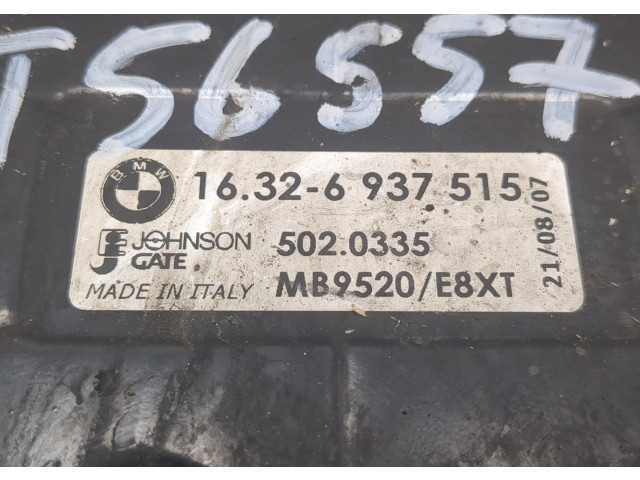 T56557
BMW
16.32-6 937 515
JOHNSON
GATE
502.0335
MADE IN ITALY
MB9520/E8XT
21/08/07